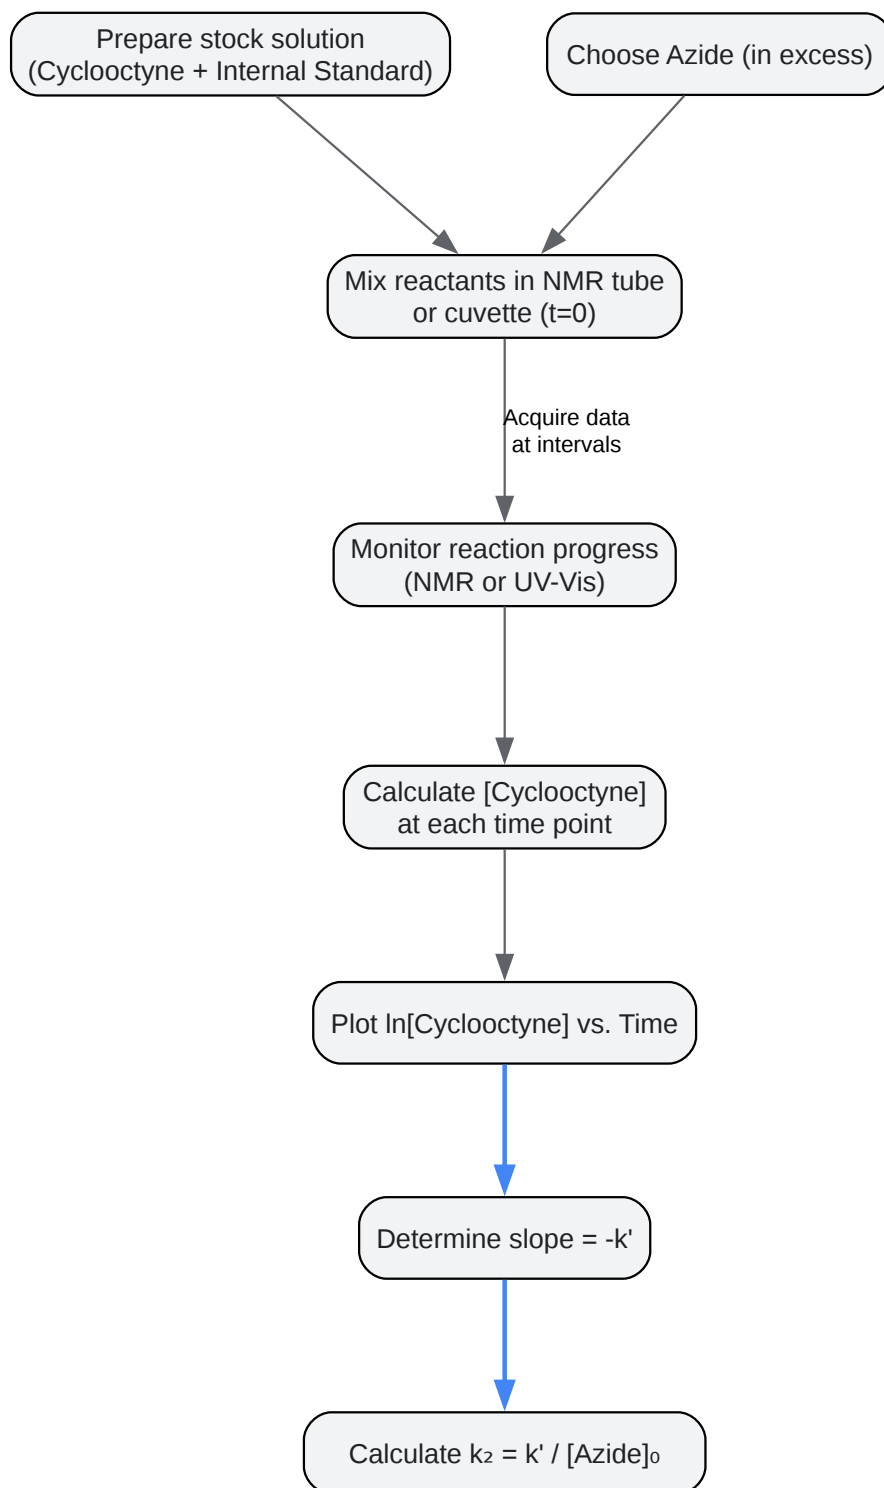 Prepare stock solution
(Cyclooctyne + Internal Standard)
Choose Azide (in excess)
Mix reactants in NMR tube
or cuvette (t=0)
Acquire data
at intervals
Monitor reaction progress
(NMR or UV-Vis)
Calculate [Cyclooctyne]
at each time point
Plot ln[Cyclooctyne] vs. Time
Determine slope = -k'
Calculate k₂ = k' / [Azide]₀